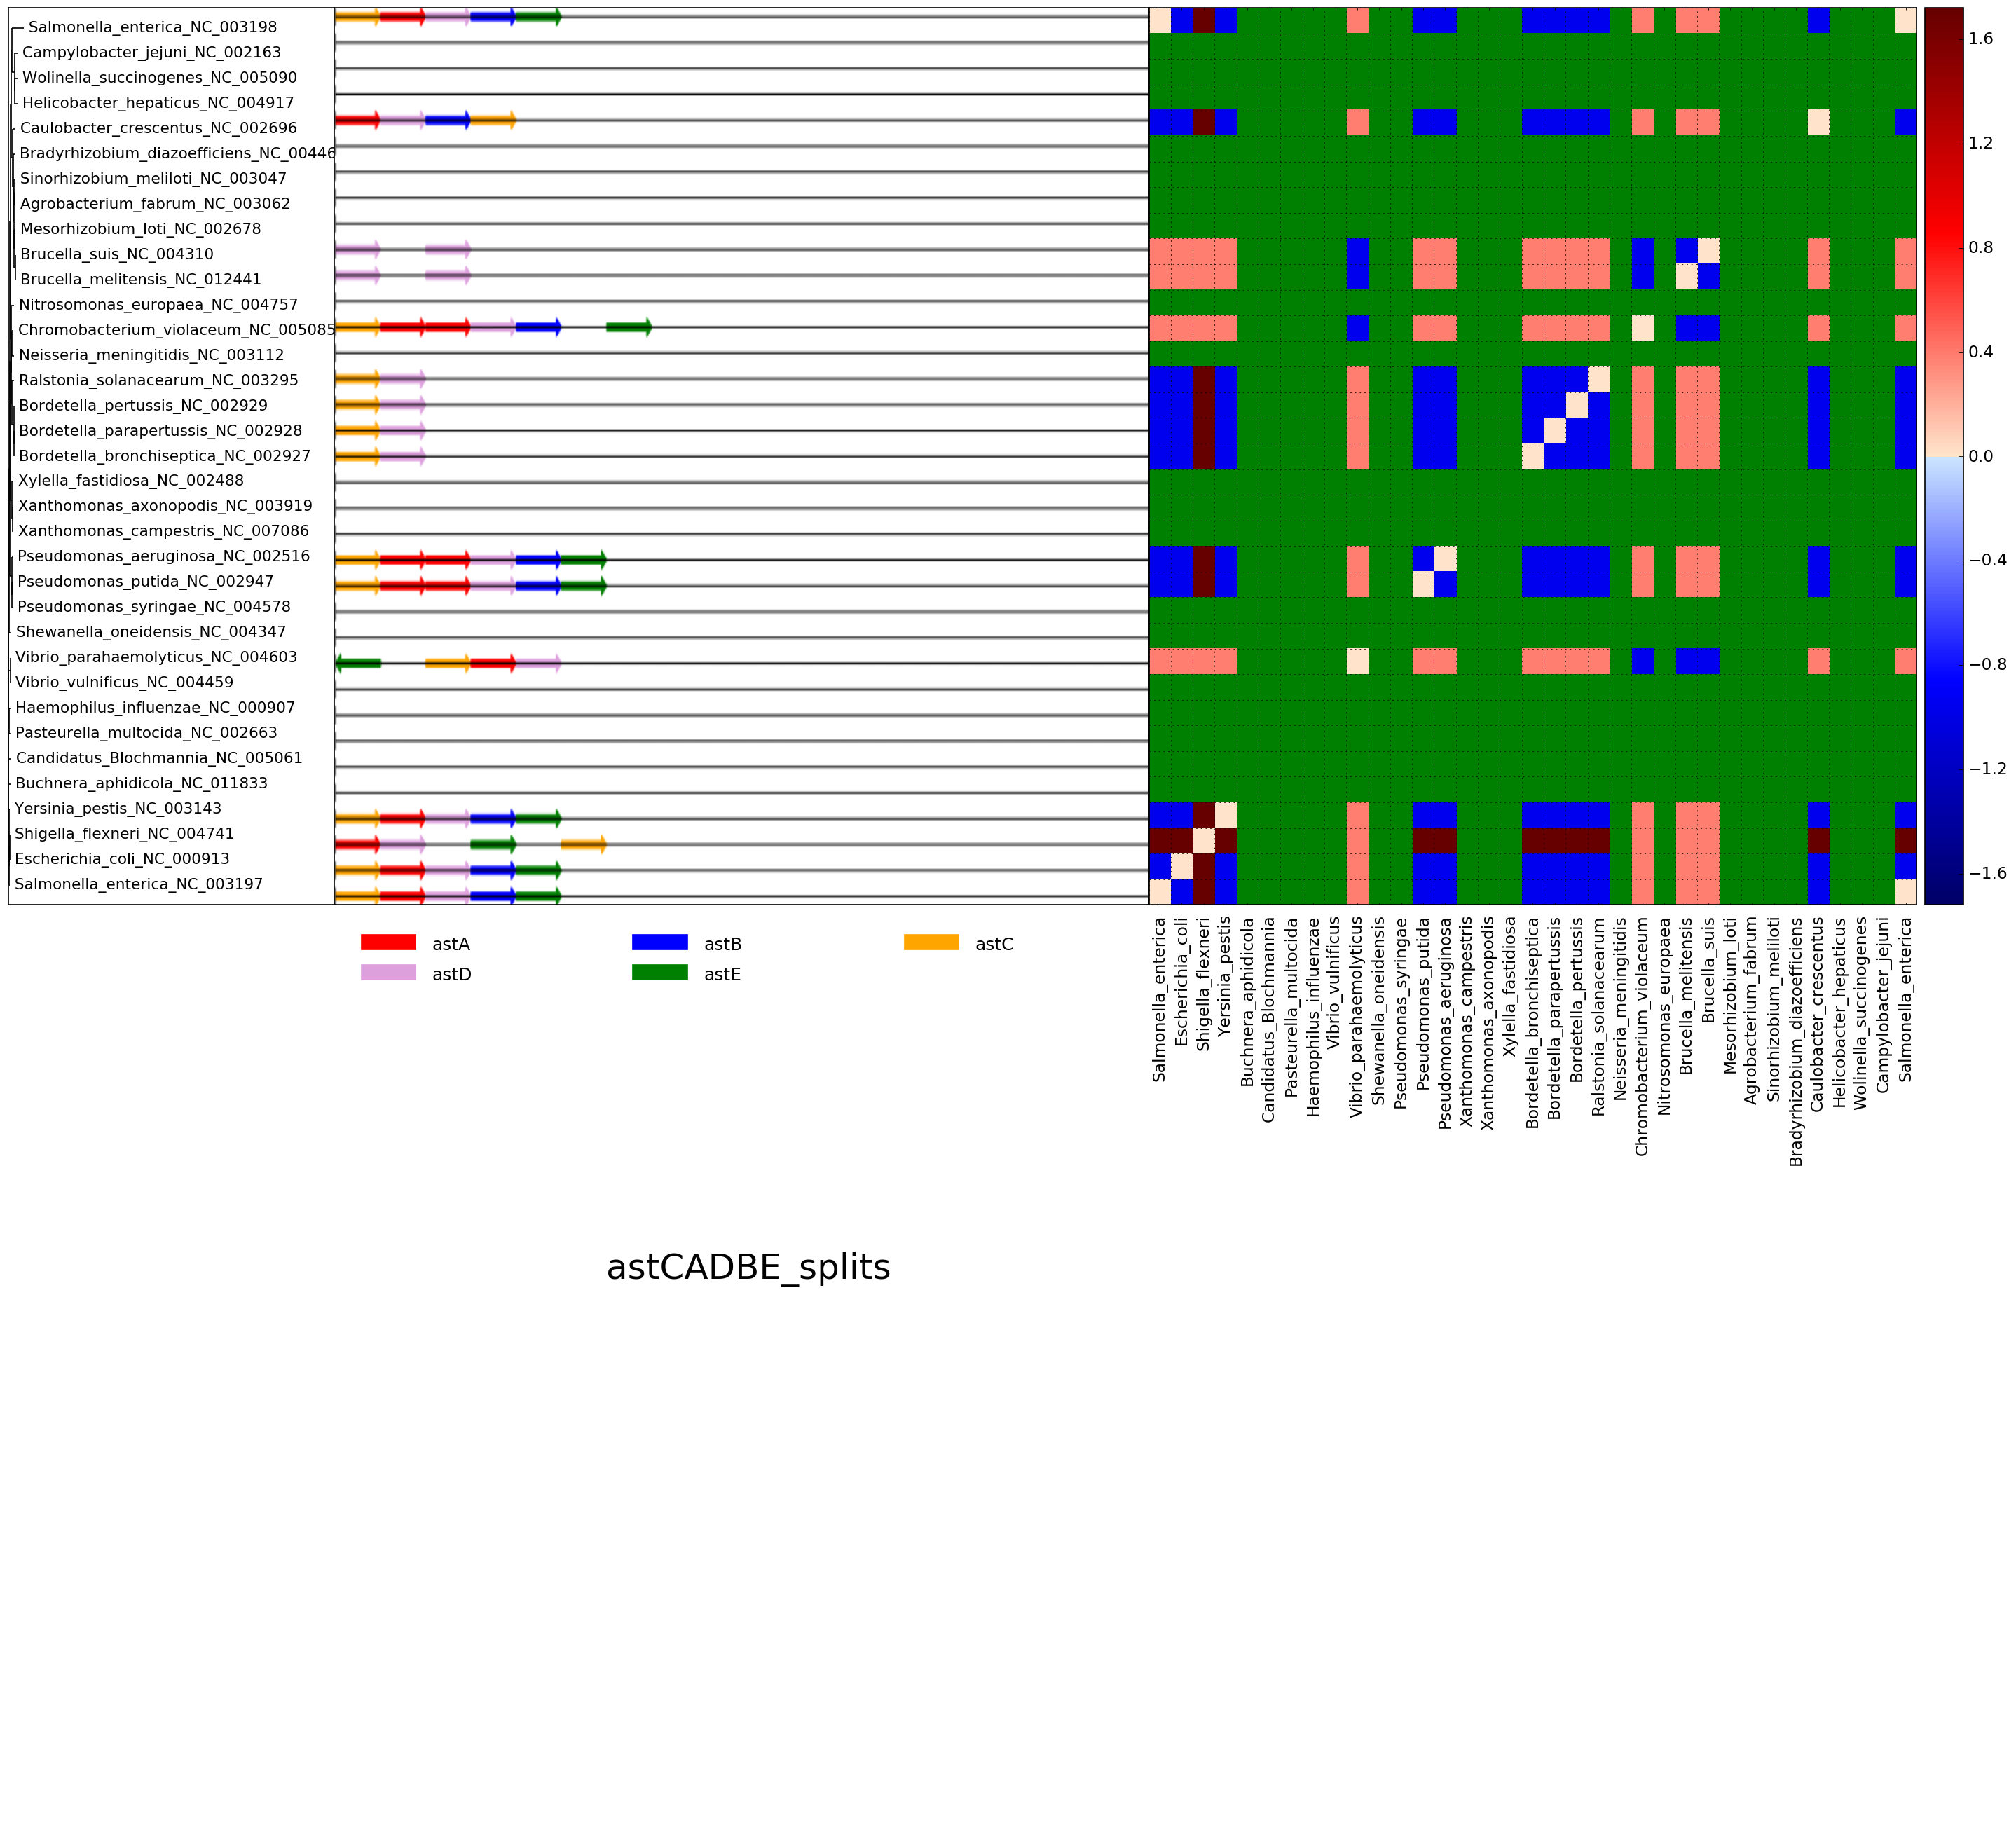 Salmonella_enterica_NC_003198
Campylobacter_jejuni_NC_002163
Wolinella_succinogenes_NC_005090
Helicobacter_hepaticus_NC_004917
Caulobacter_crescentus_NC_002696
Bradyrhizobium_diazoefficiens_NC_00446
Sinorhizobium_meliloti_NC_003047
Agrobacterium_fabrum_NC_003062
Mesorhizobium_loti_NC_002678
Brucella_suis_NC_004310
Brucella_melitensis_NC_012441
Nitrosomonas_europaea_NC_004757
Chromobacterium_violaceum_NC_005085
Neisseria_meningitidis_NC_003112
Ralstonia_solanacearum_NC_003295
Bordetella_pertussis_NC_002929
Bordetella_parapertussis_NC_002928
Bordetella_bronchiseptica_NC_002927
Xylella_fastidiosa_NC_002488
Xanthomonas_axonopodis_NC_003919
Xanthomonas_campestris_NC_007086
Pseudomonas_aeruginosa_NC_002516
Pseudomonas_putida_NC_002947
Pseudomonas_syringae_NC_004578
Shewanella_oneidensis_NC_004347
Vibrio_parahaemolyticus_NC_004603
Vibrio_vulnificus_NC_004459
Haemophilus_influenzae_NC_000907
Pasteurella_multocida_NC_002663
Candidatus_Blochmannia_NC_005061
Buchnera_aphidicola_NC_011833
Yersinia_pestis_NC_003143
Shigella_flexneri_NC_004741
Escherichia_coli_NC_000913
Salmonella_enterica_NC_003197
1.6
1.2
0.8
0.4
0.0
−0.4
−0.8
−1.2
−1.6
Salmonella_enterica
Escherichia_coli
Shigella_flexneri
Yersinia_pestis
Buchnera_aphidicola
Candidatus_Blochmannia
Pasteurella_multocida
Haemophilus_influenzae
Vibrio_vulnificus
Vibrio_parahaemolyticus
Shewanella_oneidensis
Pseudomonas_syringae
Pseudomonas_putida
Pseudomonas_aeruginosa
Xanthomonas_campestris
Xanthomonas_axonopodis
Xylella_fastidiosa
Bordetella_bronchiseptica
Bordetella_parapertussis
Bordetella_pertussis
Ralstonia_solanacearum
Neisseria_meningitidis
Chromobacterium_violaceum
Nitrosomonas_europaea
Brucella_melitensis
Brucella_suis
Mesorhizobium_loti
Agrobacterium_fabrum
Sinorhizobium_meliloti
Bradyrhizobium_diazoefficiens
Caulobacter_crescentus
Helicobacter_hepaticus
Wolinella_succinogenes
Campylobacter_jejuni
Salmonella_enterica
astA astB astC
astD astE
astCADBE_splits